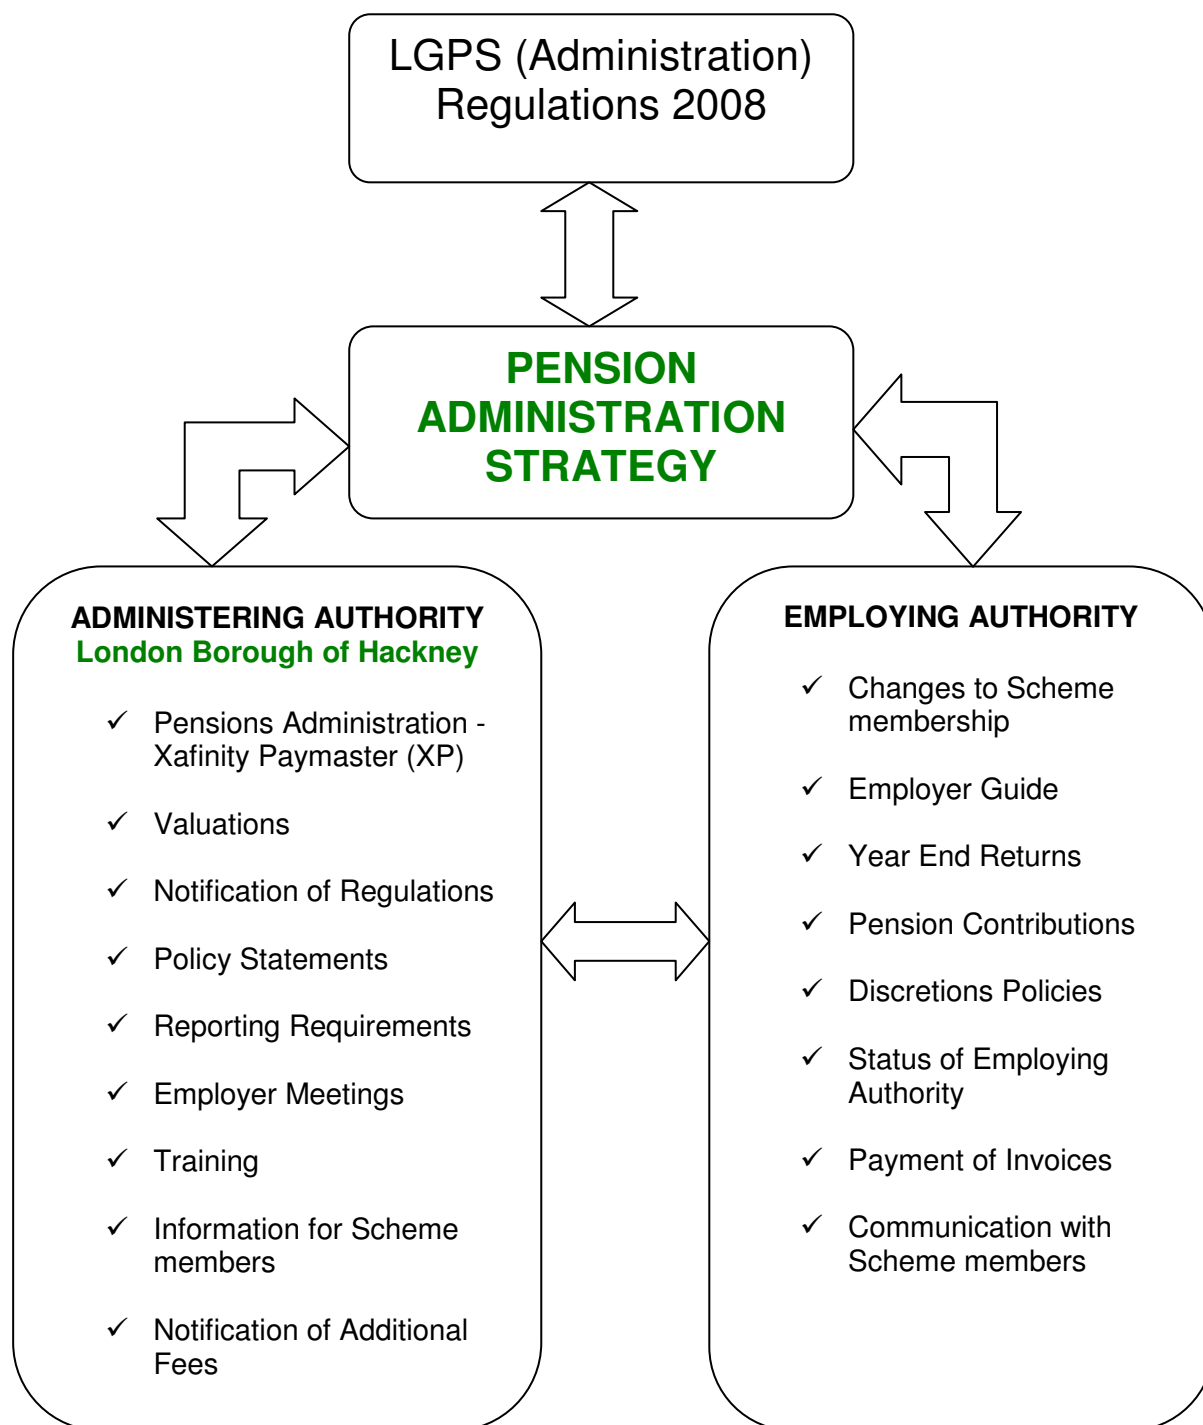 LGPS (Administration)
Regulations 2008
PENSION
ADMINISTRATION
STRATEGY
ADMINISTERING AUTHORITY
London Borough of Hackney
✓ Pensions Administration -
Xafinity Paymaster (XP)
✓ Valuations
✓ Notification of Regulations
✓ Policy Statements
✓ Reporting Requirements
✓ Employer Meetings
✓ Training
✓ Information for Scheme
members
✓ Notification of Additional
Fees
EMPLOYING AUTHORITY
✓ Changes to Scheme
membership
✓ Employer Guide
✓ Year End Returns
✓ Pension Contributions
✓ Discretions Policies
✓ Status of Employing
Authority
✓ Payment of Invoices
✓ Communication with
Scheme members